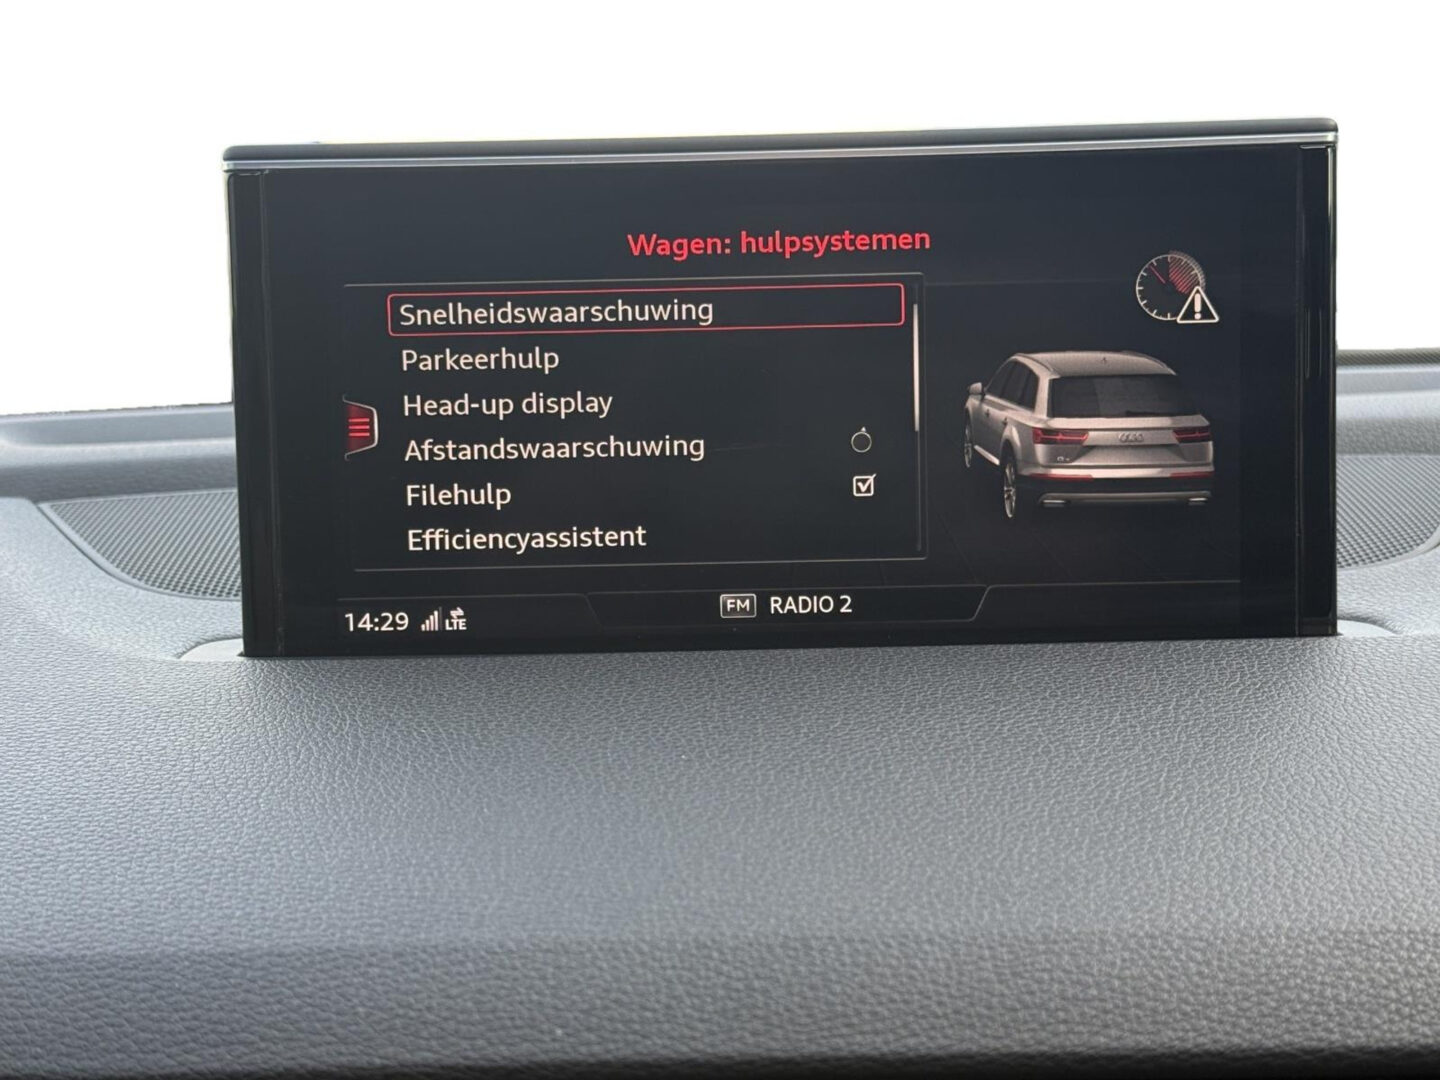 Wagen: hulpsystemen
Snelheidswaarschuwing
Parkeerhulp
Head-up display
Afstandswaarschuwing
Filehulp
Efficiencyassistent
14:29 LTE
FM RADIO 2